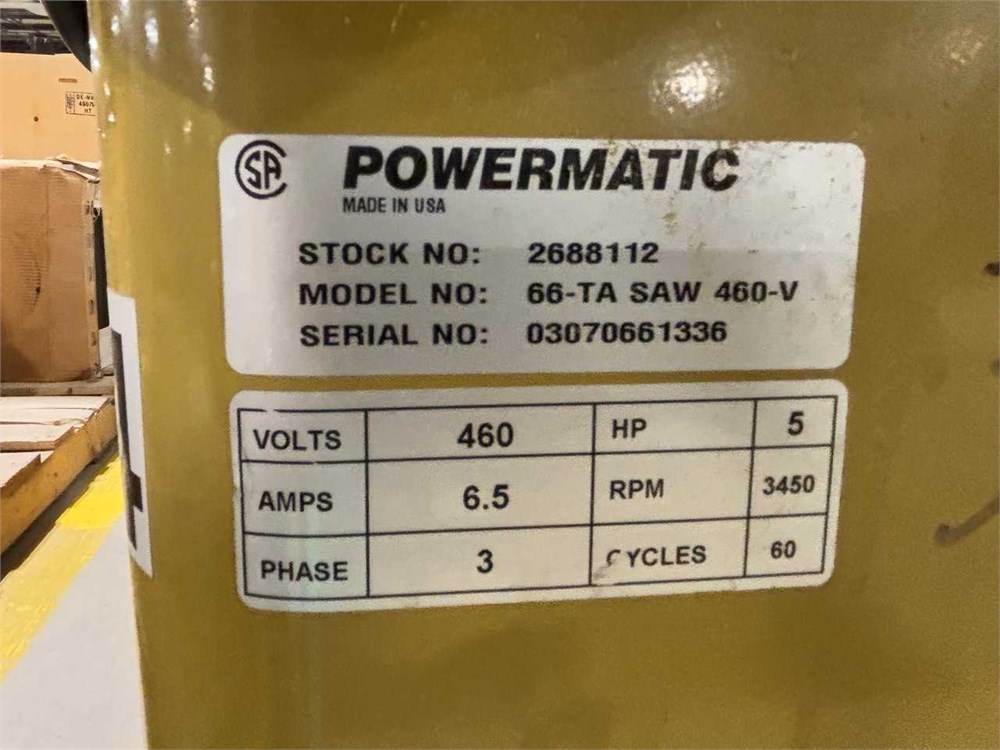 SA
POWERMATIC
MADE IN USA
STOCK NO: 2688112
MODEL NO: 66-TA SAW 460-V
SERIAL NO: 03070661336
VOLTS 460 HP 5
AMPS 6.5 RPM 3450
PHASE 3 CYCLES 60
HT